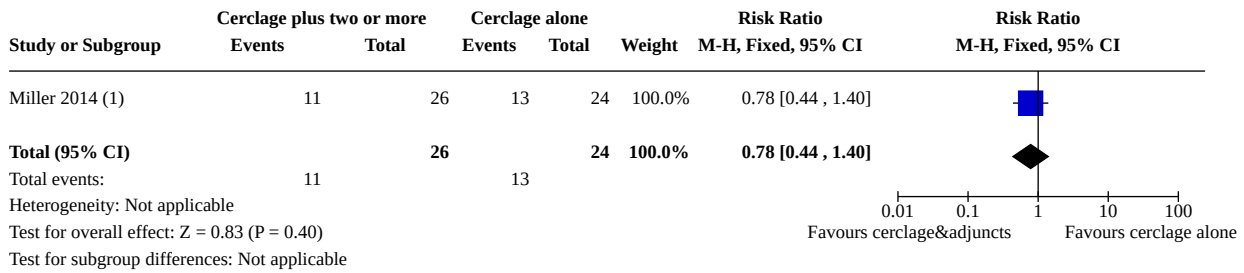 Cerclage plus two or more Cerclage alone Risk Ratio Risk Ratio
Study or Subgroup Events Total Events Total Weight M-H, Fixed, 95% CI M-H, Fixed, 95% CI
Miller 2014 (1) 11 26 13 24 100.0% 0.78 [0.44 , 1.40]
Total (95% CI) 26 24 100.0% 0.78 [0.44 , 1.40]
Total events: 11 13
Heterogeneity: Not applicable
0.01 0.1 1 10 100
Test for overall effect: Z = 0.83 (P = 0.40) Favours cerclage&adjuncts Favours cerclage alone
Test for subgroup differences: Not applicable